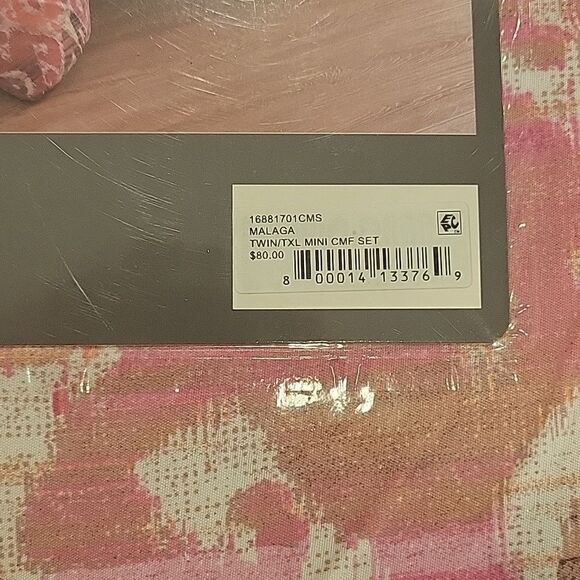 16881701CMS
MALAGA
TWIN/TXL MINI CMF SET
$80.00
8 00014 13376 9